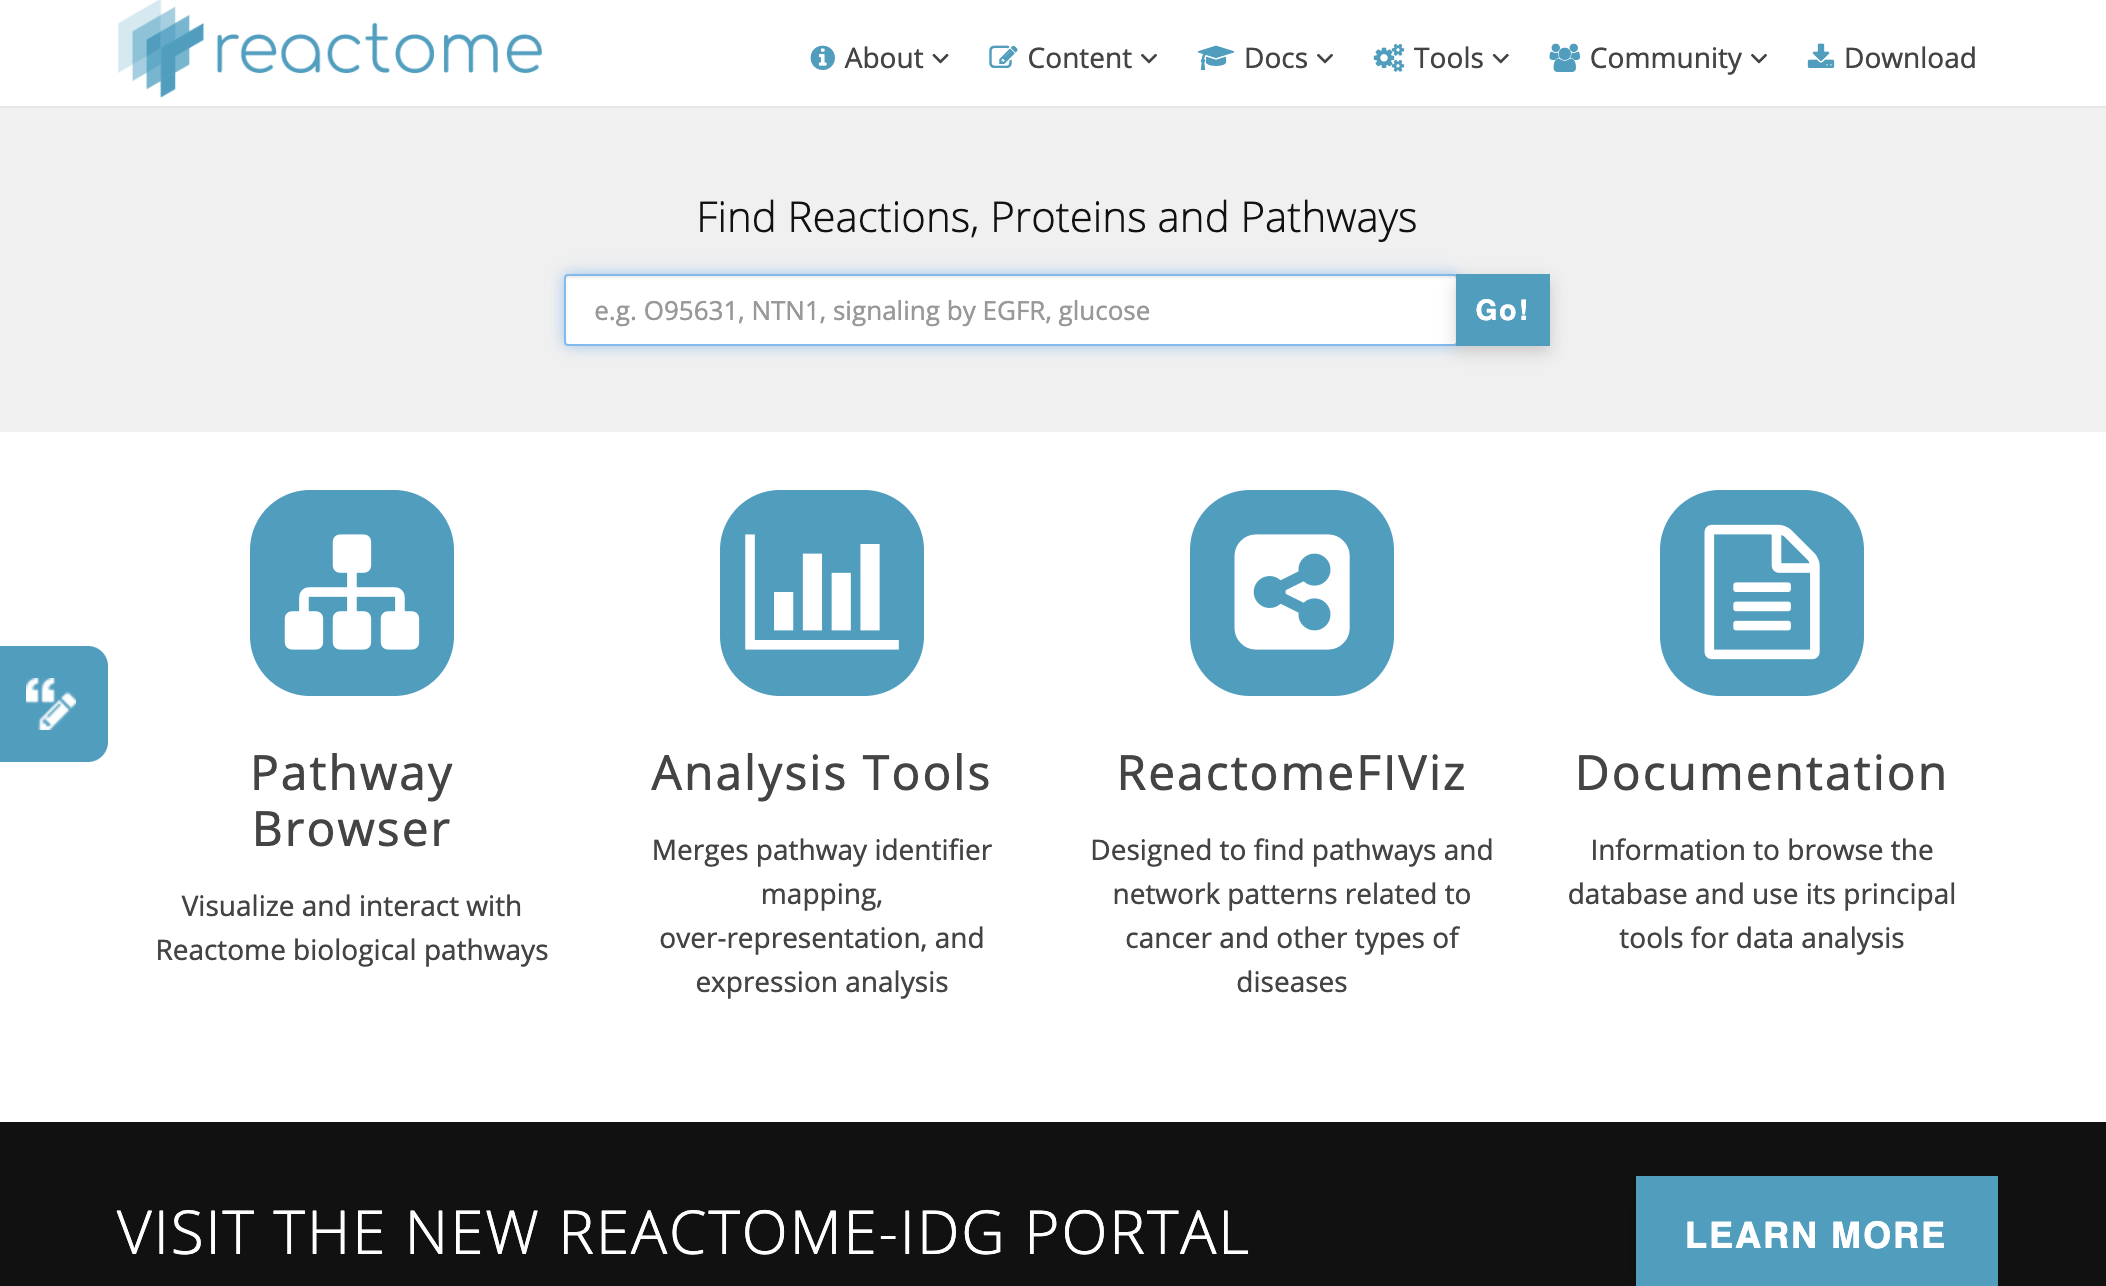 reactome
About
Content
Docs
Tools
Community
Download
Find Reactions, Proteins and Pathways
e.g. O95631, NTN1, signaling by EGFR, glucose
Go!
Pathway
Browser
Visualize and interact with
Reactome biological pathways
Analysis Tools
Merges pathway identifier
mapping,
over-representation, and
expression analysis
ReactomeFIViz
Designed to find pathways and
network patterns related to
cancer and other types of
diseases
Documentation
Information to browse the
database and use its principal
tools for data analysis
VISIT THE NEW REACTOME-IDG PORTAL
LEARN MORE